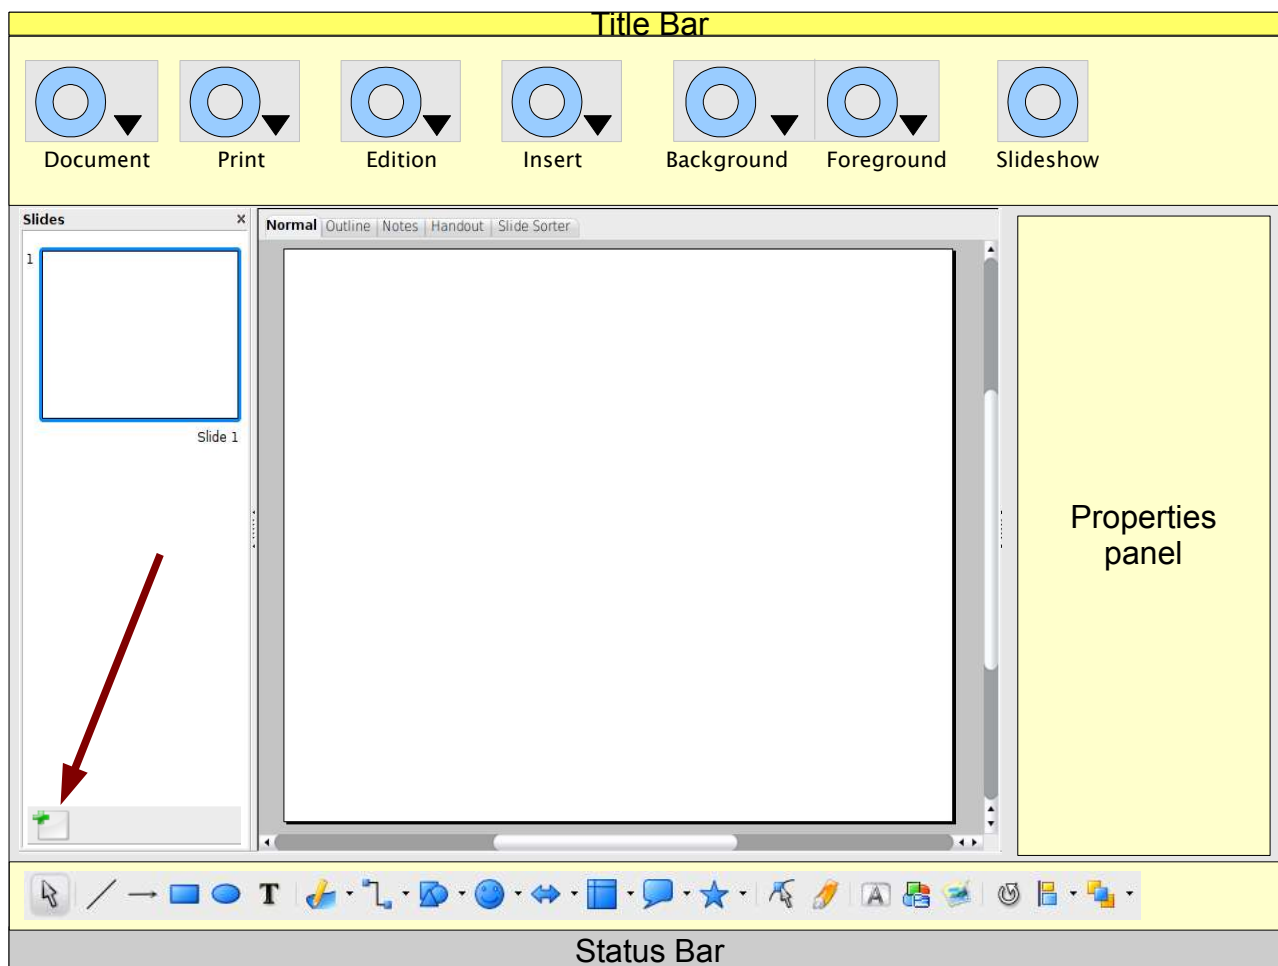 Title Bar
Document Print Edition Insert Background Foreground Slideshow
Slides x
Normal Outline Notes Handout Slide Sorter
1
Slide 1
Properties
panel
T A
Status Bar